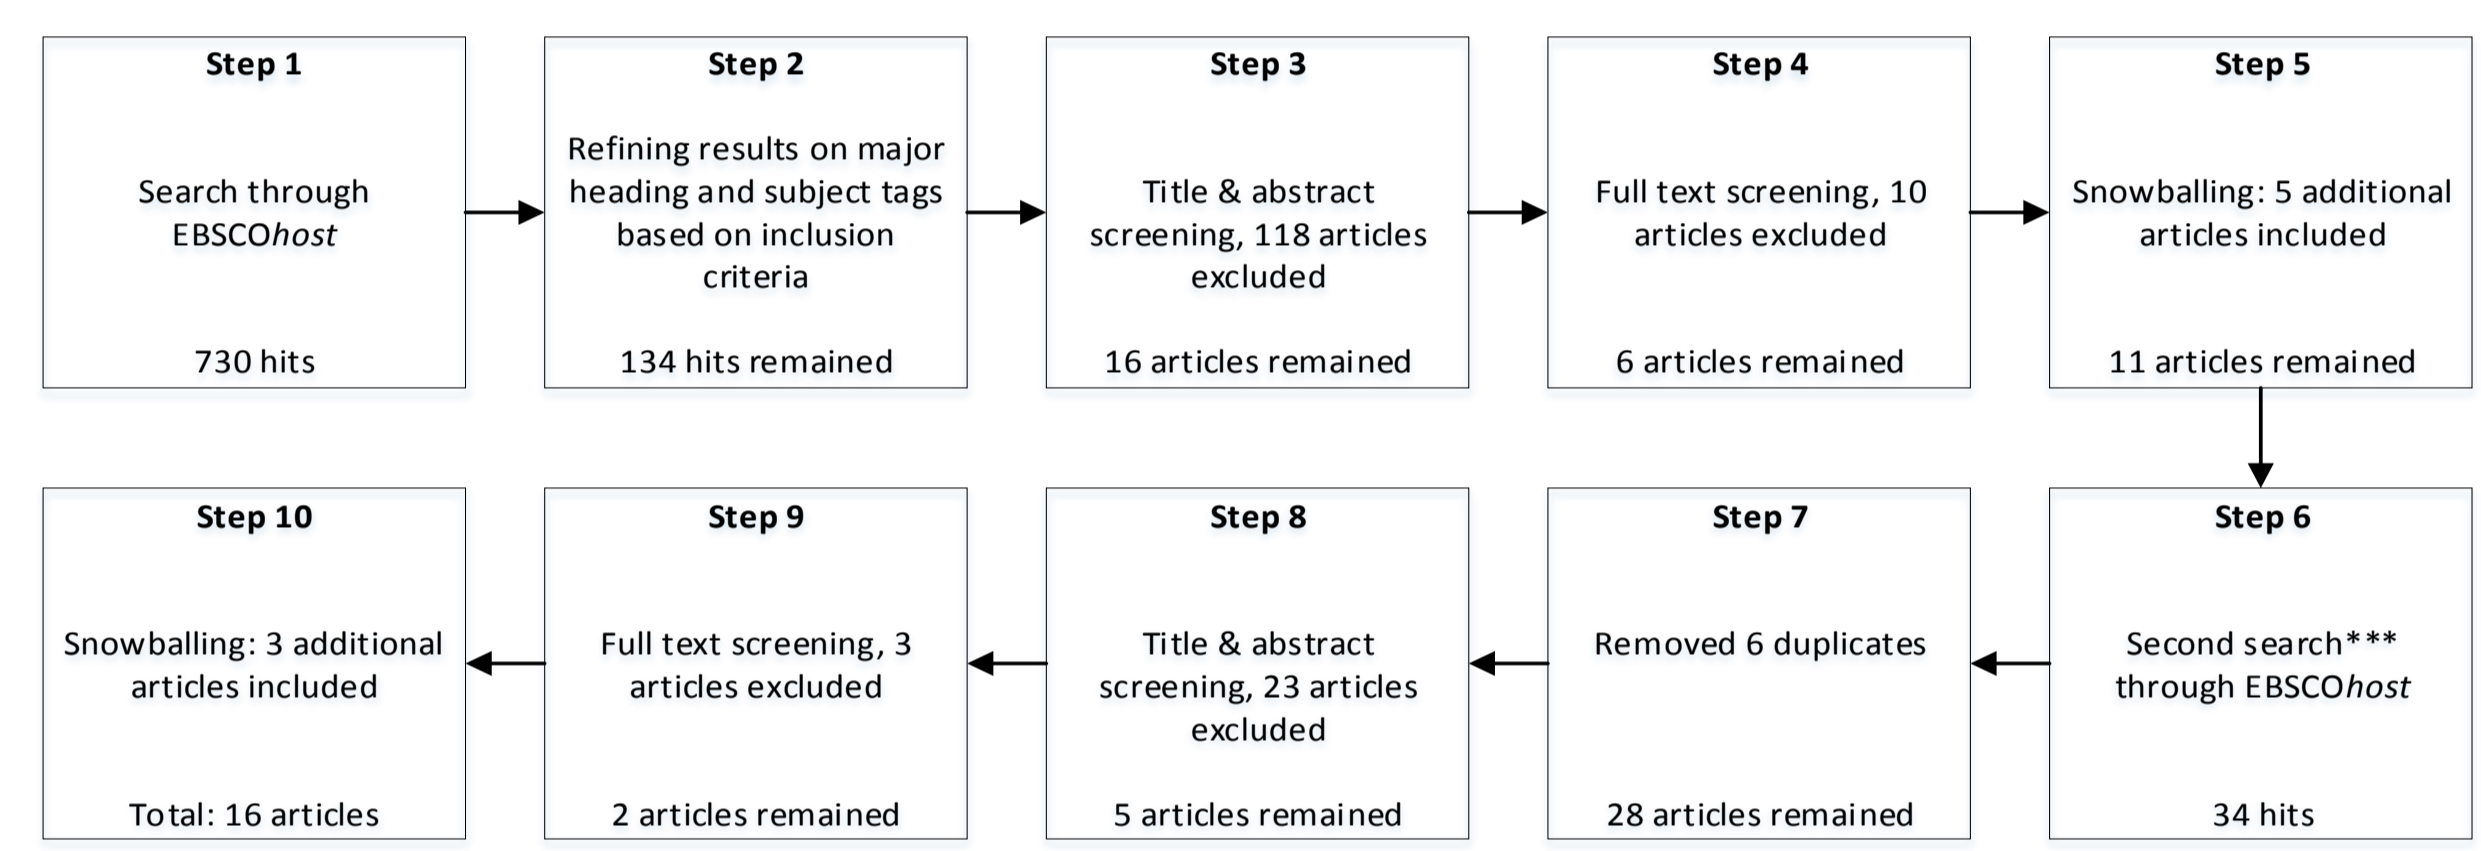 Step 1
Search through
EBSCOhost
730 hits
Step 2
Refining results on major
heading and subject tags
based on inclusion
criteria
134 hits remained
Step 3
Title & abstract
screening, 118 articles
excluded
16 articles remained
Step 4
Full text screening, 10
articles excluded
6 articles remained
Step 5
Snowballing: 5 additional
articles included
11 articles remained
Step 6
Second search***
through EBSCOhost
34 hits
Step 7
Removed 6 duplicates
28 articles remained
Step 8
Title & abstract
screening, 23 articles
excluded
5 articles remained
Step 9
Full text screening, 3
articles excluded
2 articles remained
Step 10
Snowballing: 3 additional
articles included
Total: 16 articles